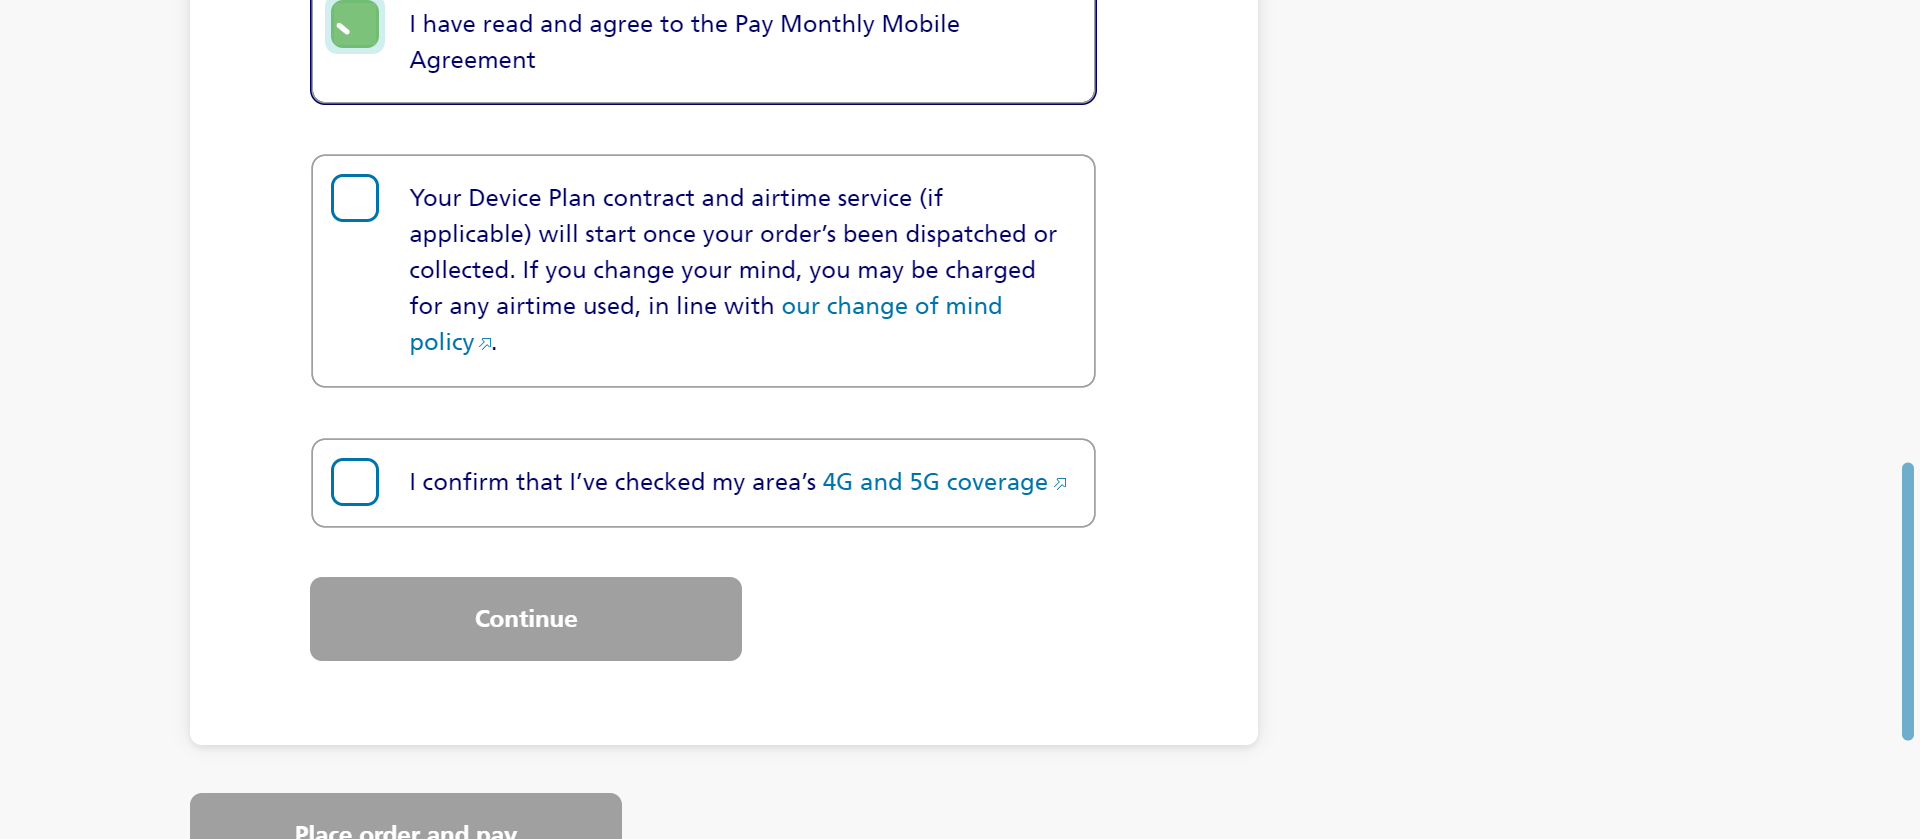 I have read and agree to the Pay Monthly Mobile
Agreement
Your Device Plan contract and airtime service (if
applicable) will start once your order’s been dispatched or
collected. If you change your mind, you may be charged
for any airtime used, in line with our change of mind
policy.
I confirm that I’ve checked my area’s 4G and 5G coverage
Continue
Place order and pay